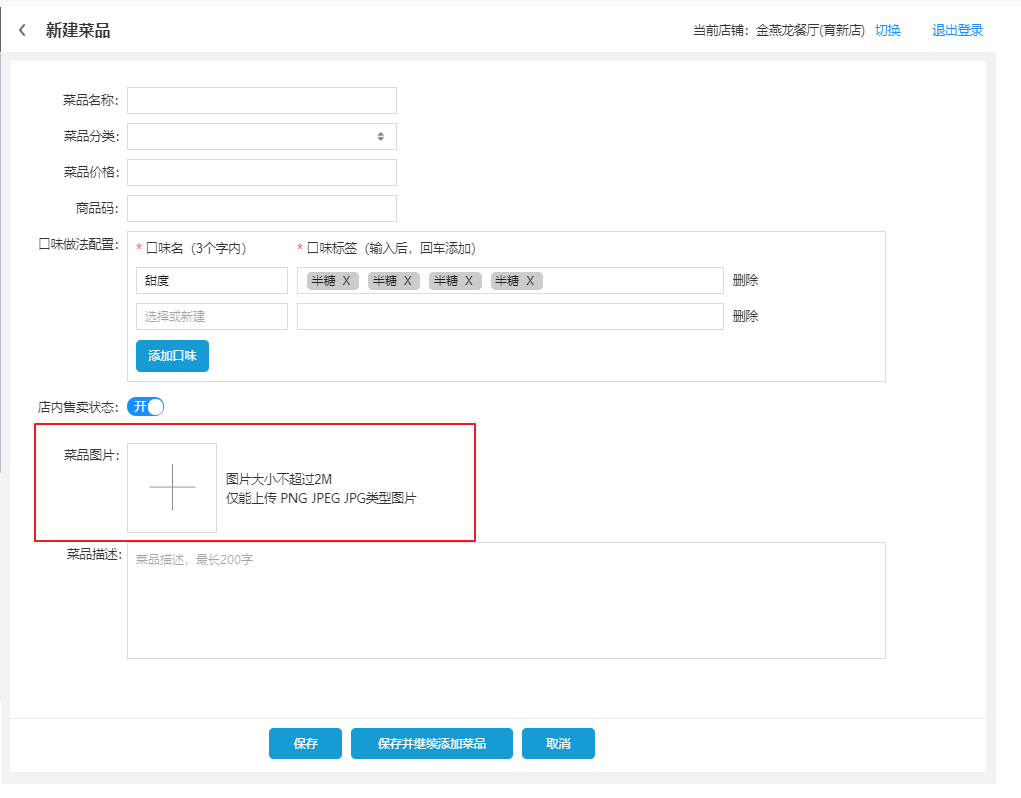 新建菜品
当前店铺：金燕龙餐厅(育新店) 切换 退出登录
菜品名称:
菜品分类:
菜品价格:
商品码:
口味做法配置:
* 口味名（3个字内） * 口味标签（输入后，回车添加）
甜度 半糖 X 半糖 X 半糖 X 半糖 X 删除
选择或新建 删除
添加口味
店内售卖状态: 开
菜品图片:
图片大小不超过2M
仅能上传 PNG JPEG JPG类型图片
菜品描述: 菜品描述，最长200字
保存 保存并继续添加菜品 取消